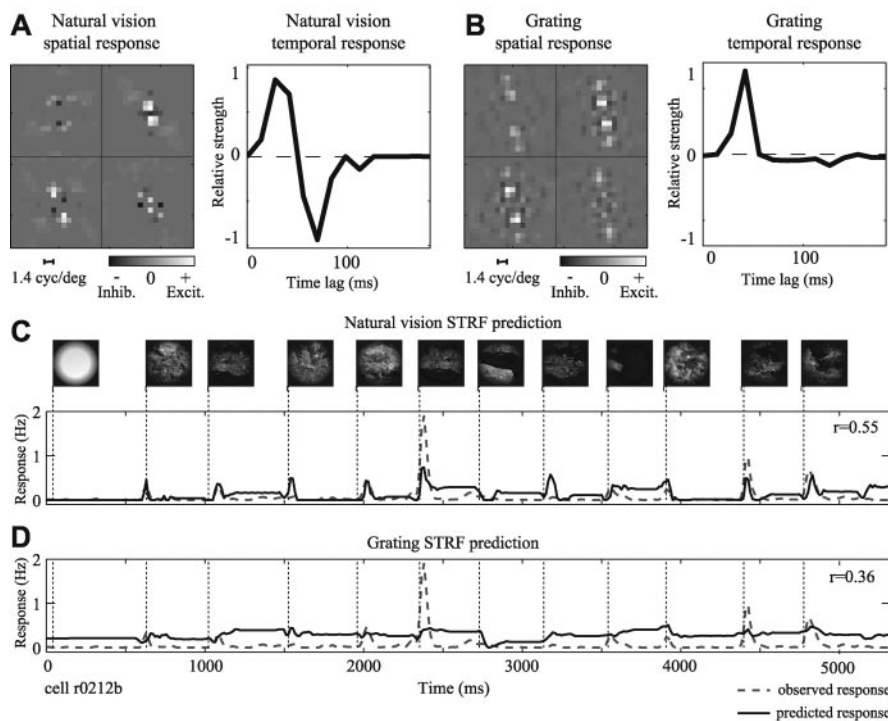 A
Natural vision
spatial response
Natural vision
temporal response
B
Grating
spatial response
Grating
temporal response
Relative strength
1
0
-1
0
100
Time lag (ms)
1.4 cyc/deg
-
0
+
Inhib.
Excit.
Relative strength
1
0
-1
0
100
Time lag (ms)
1.4 cyc/deg
-
0
+
Inhib.
Excit.
C
Natural vision STRF prediction
Response (Hz)
2
1
0
r=0.55
D
Grating STRF prediction
Response (Hz)
2
1
0
r=0.36
0
1000
2000
3000
4000
5000
cell r0212b
Time (ms)
observed response
predicted response